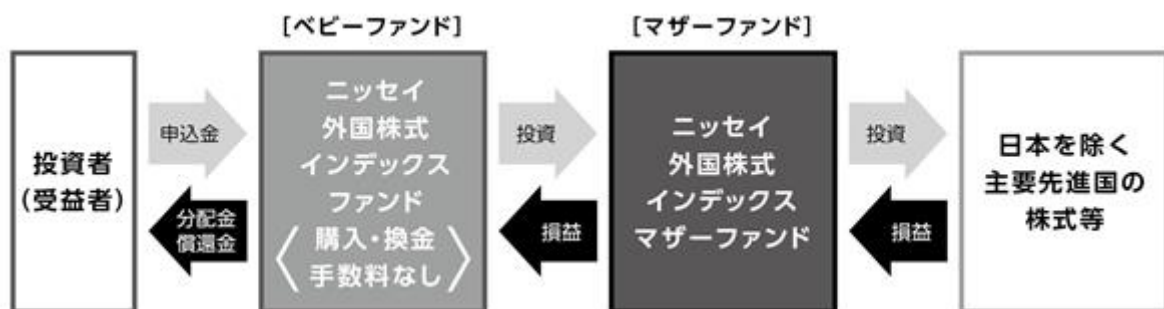 [ベビーファンド]
[マザーファンド]
投資者
(受益者)
申込金
分配金
償還金
ニッセイ
外国株式
インデックス
ファンド
〈購入・換金
手数料なし〉
投資
損益
ニッセイ
外国株式
インデックス
マザーファンド
投資
損益
日本を除く
主要先進国の
株式等